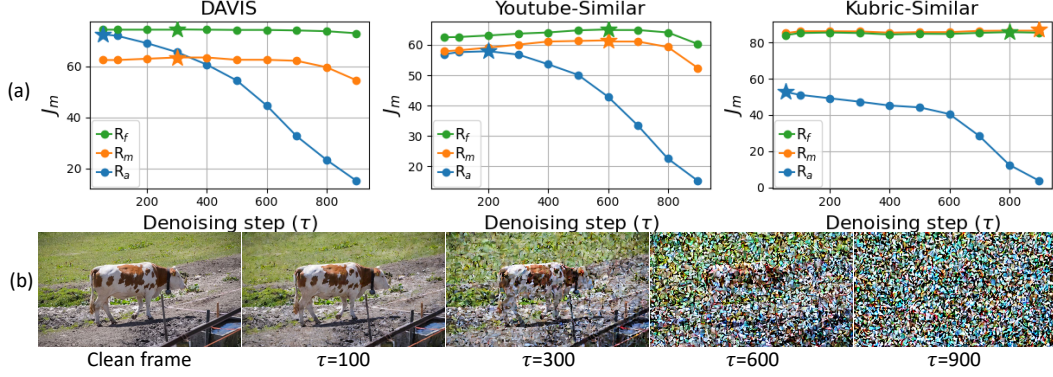 DAVIS
Youtube-Similar
Kubric-Similar
(a)
J_m
60
40
20
R_f
R_m
R_a
200
400
600
800
Denoising step (τ)
J_m
60
50
40
30
20
R_f
R_m
R_a
200
400
600
800
Denoising step (τ)
J_m
80
60
40
20
0
R_f
R_m
R_a
200
400
600
800
Denoising step (τ)
(b)
Clean frame
τ=100
τ=300
τ=600
τ=900